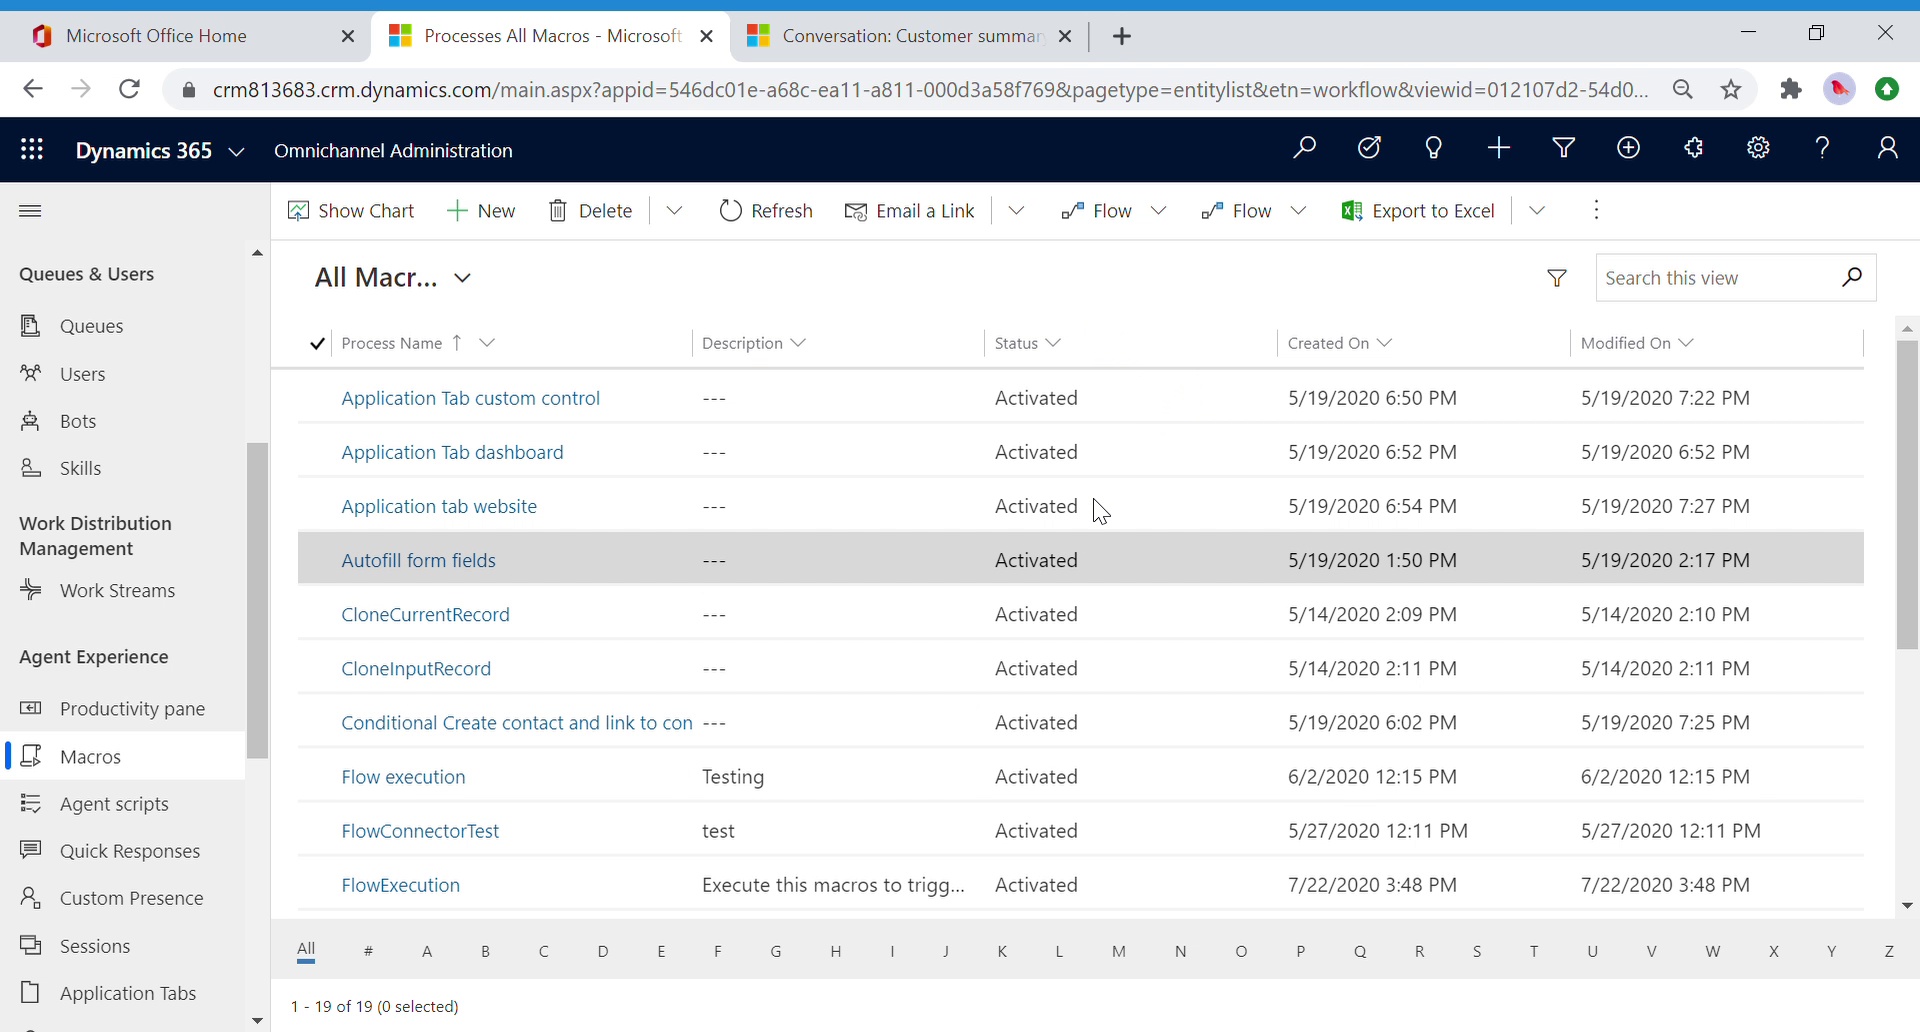 Microsoft Office Home
Processes All Macros - Microsoft
Conversation: Customer summar
crm813683.crm.dynamics.com/main.aspx?appid=546dc01e-a68c-ea11-a811-000d3a58f769&pagetype=entitylist&etn=workflow&viewid=012107d2-54d0...
Dynamics 365
Omnichannel Administration
Show Chart
New
Delete
Refresh
Email a Link
Flow
Flow
Export to Excel
Queues & Users
Queues
Users
Bots
Skills
Work Distribution
Management
Work Streams
Agent Experience
Productivity pane
Macros
Agent scripts
Quick Responses
Custom Presence
Sessions
Application Tabs
All Macr...
Search this view
Process Name Description Status Created On Modified On
Application Tab custom control --- Activated 5/19/2020 6:50 PM 5/19/2020 7:22 PM
Application Tab dashboard --- Activated 5/19/2020 6:52 PM 5/19/2020 6:52 PM
Application tab website --- Activated 5/19/2020 6:54 PM 5/19/2020 7:27 PM
Autofill form fields --- Activated 5/19/2020 1:50 PM 5/19/2020 2:17 PM
CloneCurrentRecord --- Activated 5/14/2020 2:09 PM 5/14/2020 2:10 PM
CloneInputRecord --- Activated 5/14/2020 2:11 PM 5/14/2020 2:11 PM
Conditional Create contact and link to con --- Activated 5/19/2020 6:02 PM 5/19/2020 7:25 PM
Flow execution Testing Activated 6/2/2020 12:15 PM 6/2/2020 12:15 PM
FlowConnectorTest test Activated 5/27/2020 12:11 PM 5/27/2020 12:11 PM
FlowExecution Execute this macros to trigg... Activated 7/22/2020 3:48 PM 7/22/2020 3:48 PM
All # A B C D E F G H I J K L M N O P Q R S T U V W X Y Z
1 - 19 of 19 (0 selected)